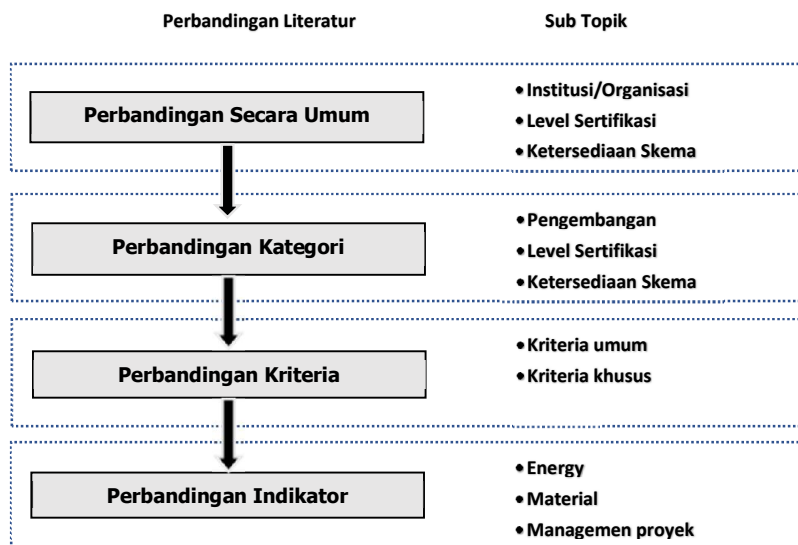 Perbandingan Literatur
Sub Topik
Perbandingan Secara Umum
• Institusi/Organisasi
• Level Sertifikasi
• Ketersediaan Skema
Perbandingan Kategori
• Pengembangan
• Level Sertifikasi
• Ketersediaan Skema
Perbandingan Kriteria
• Kriteria umum
• Kriteria khusus
Perbandingan Indikator
• Energy
• Material
• Managemen proyek